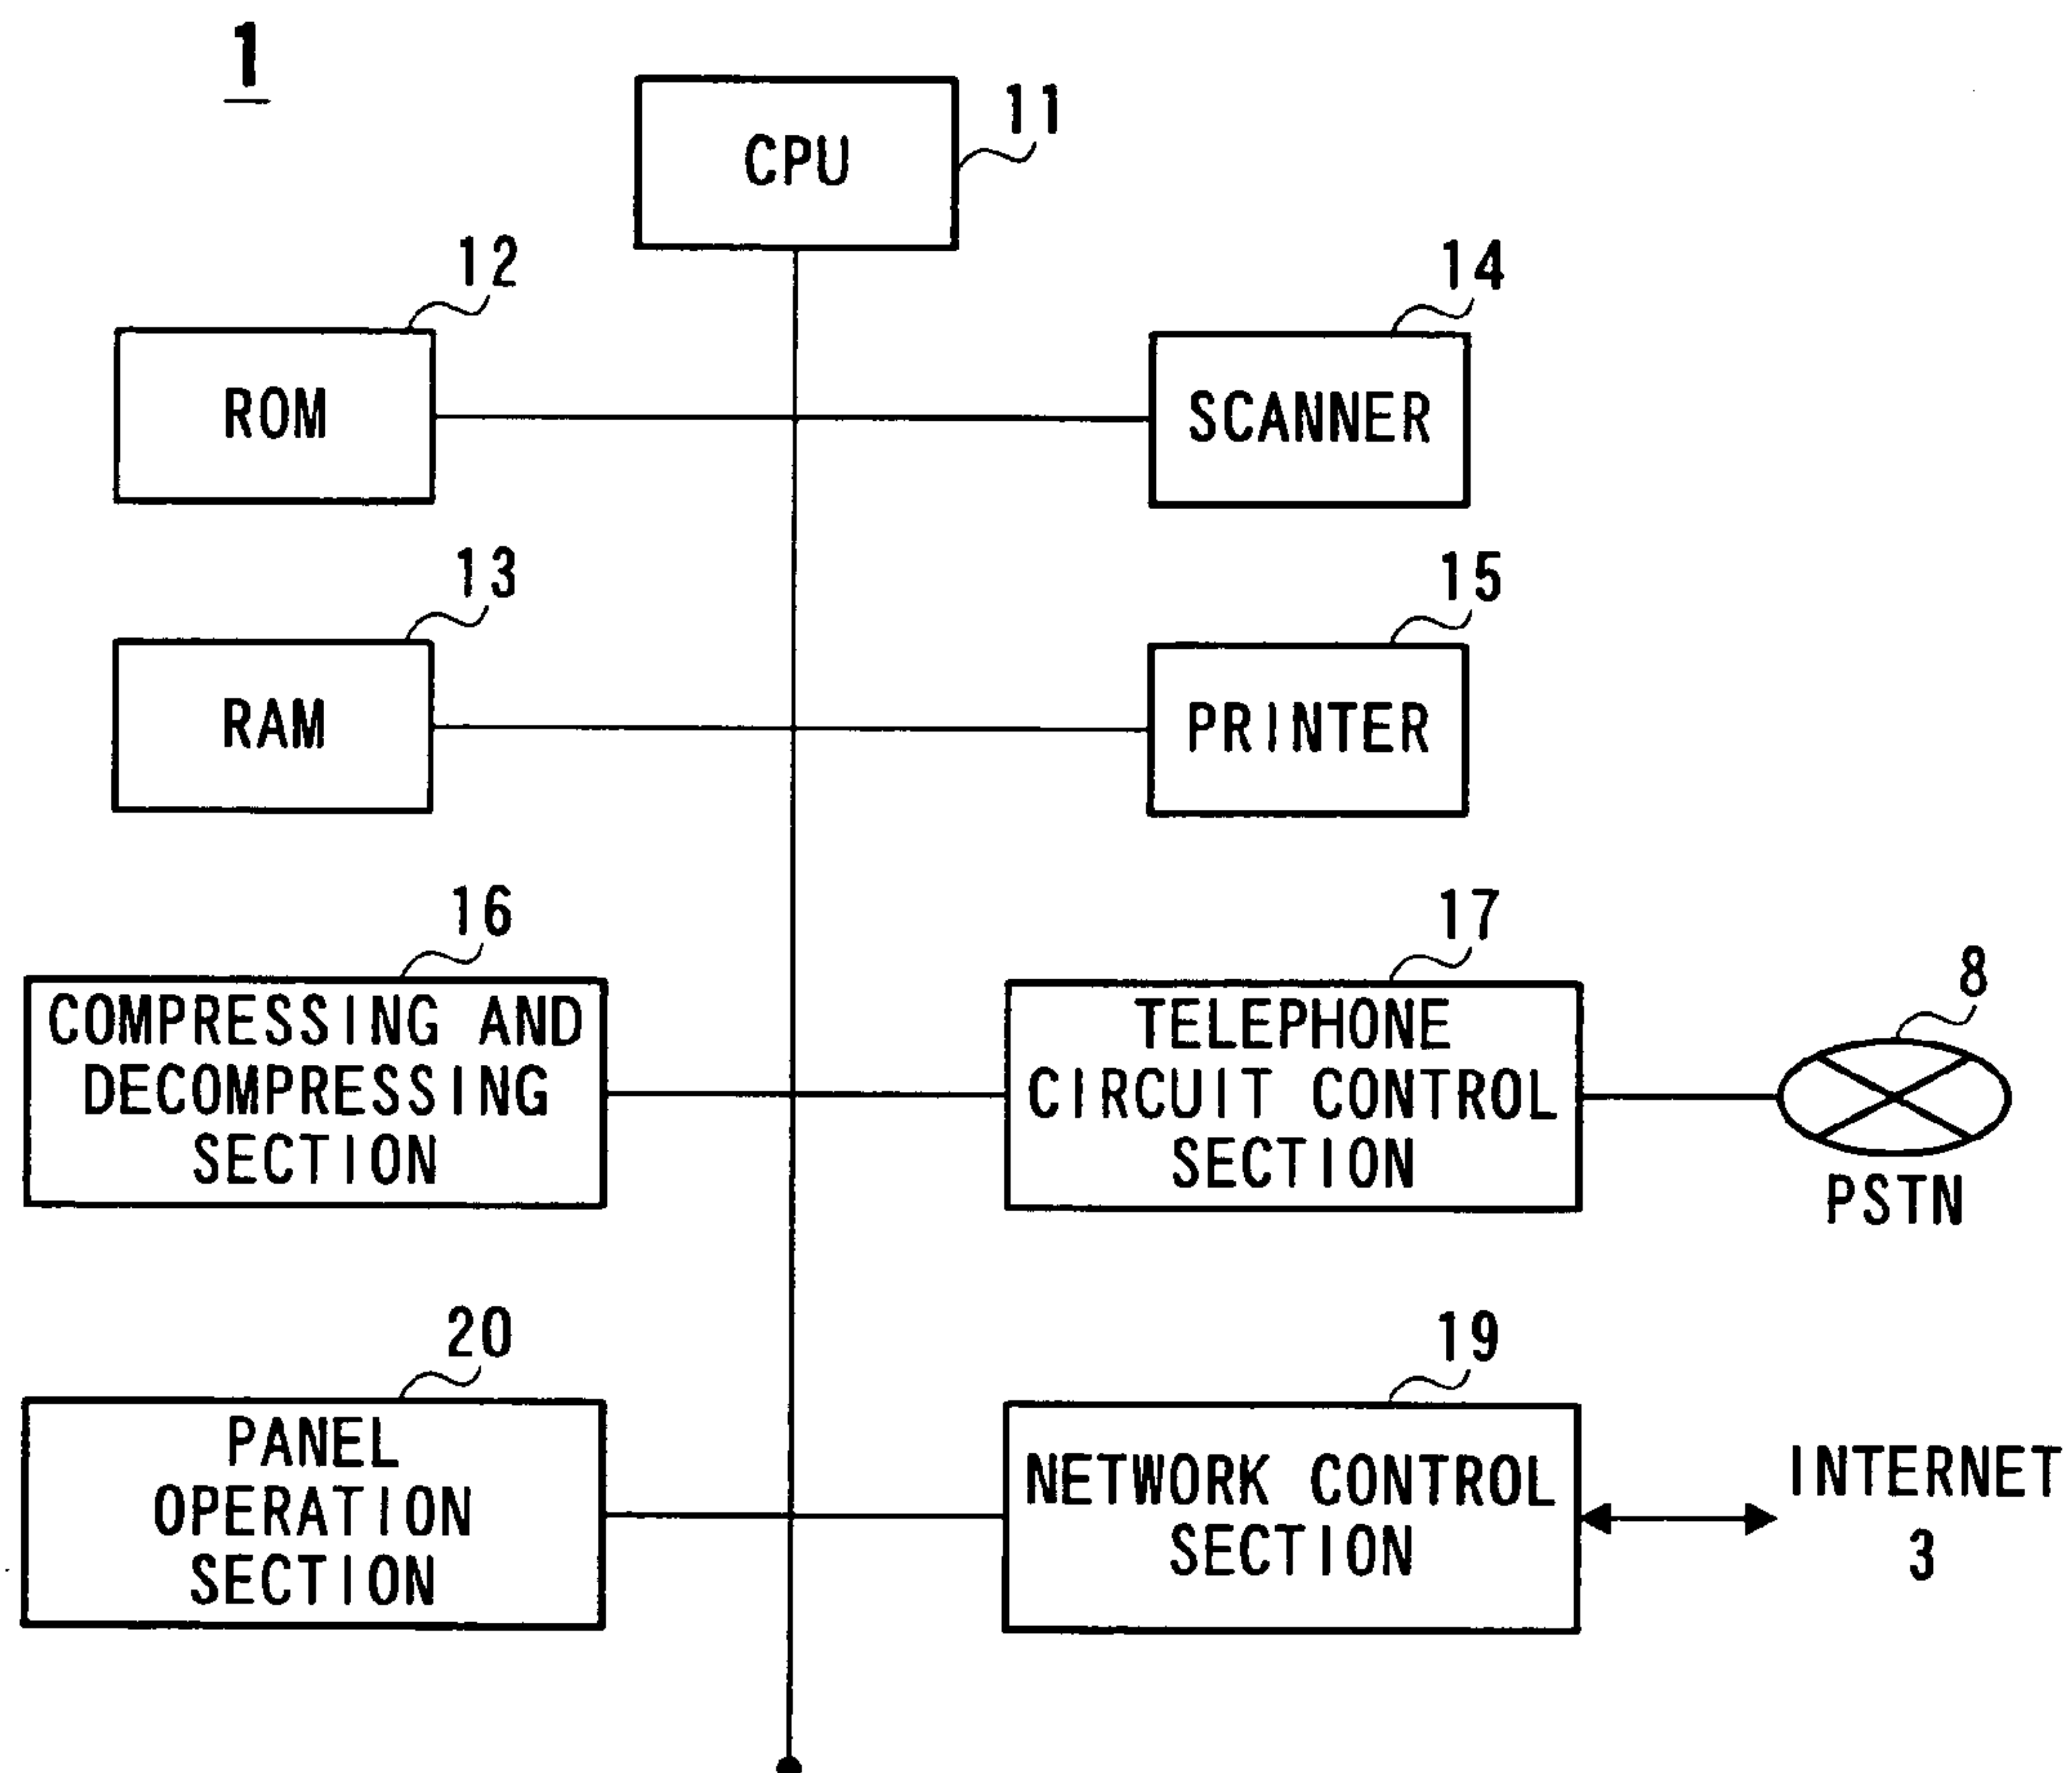 1
11
CPU
12
14
ROM
SCANNER
13
15
RAM
PRINTER
16
17
8
COMPRESSING AND
DECOMPRESSING
SECTION
TELEPHONE
CIRCUIT CONTROL
SECTION
PSTN
20
19
PANEL
OPERATION
SECTION
NETWORK CONTROL
SECTION
INTERNET
3